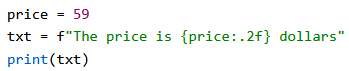 price = 59
txt = f"The price is {price:.2f} dollars"
print(txt)